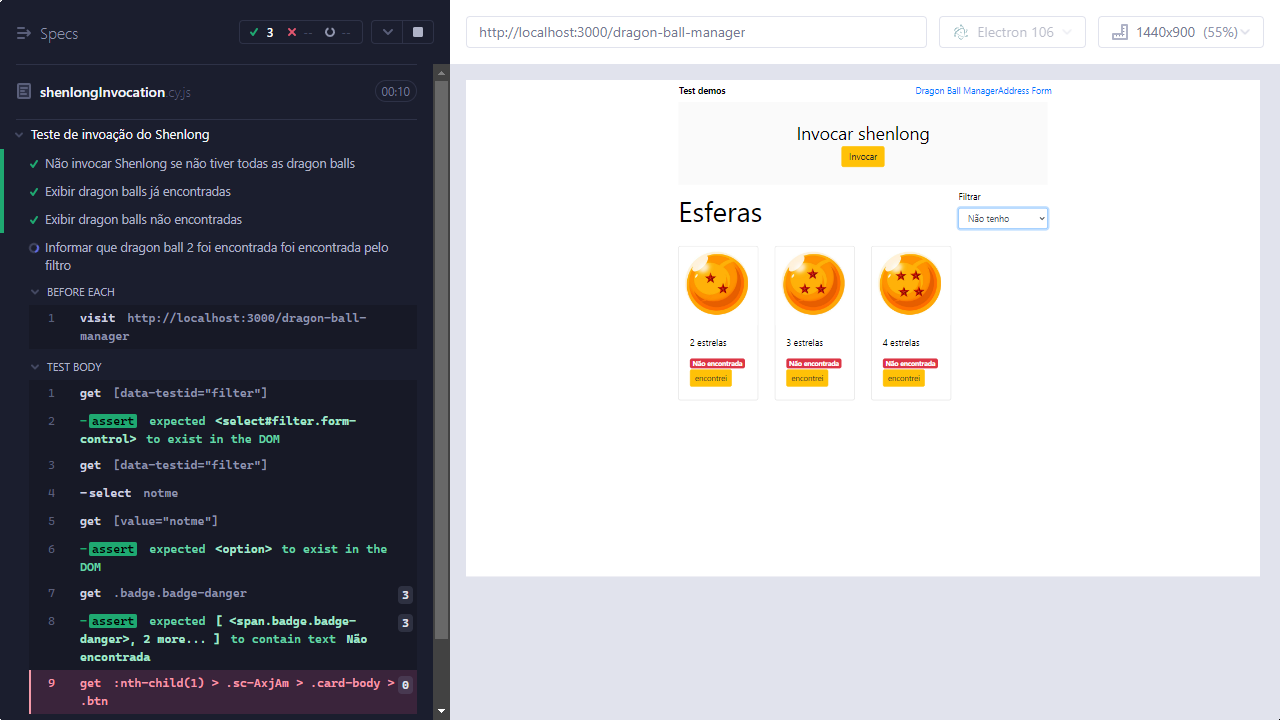 Specs
3
--
--
http://localhost:3000/dragon-ball-manager
Electron 106
1440x900 (55%)
shenlongInvocation.cy.js
00:10
Teste de invoação do Shenlong
Não invocar Shenlong se não tiver todas as dragon balls
Exibir dragon balls já encontradas
Exibir dragon balls não encontradas
Informar que dragon ball 2 foi encontrada foi encontrada pelo
filtro
BEFORE EACH
1 visit http://localhost:3000/dragon-ball-
manager
TEST BODY
1 get [data-testid="filter"]
2 -assert expected <select#filter.form-
control> to exist in the DOM
3 get [data-testid="filter"]
4 -select notme
5 get [value="notme"]
6 -assert expected <option> to exist in the
DOM
7 get .badge.badge-danger 3
8 -assert expected [ <span.badge.badge-
danger>, 2 more... ] to contain text Não
encontrada 3
9 get :nth-child(1) > .sc-AxjAm > .card-body >
.btn 0
Test demos
Dragon Ball ManagerAddress Form
Invocar shenlong
Invocar
Esferas
Filtrar
Não tenho
2 estrelas
Não encontrada
encontrei
3 estrelas
Não encontrada
encontrei
4 estrelas
Não encontrada
encontrei